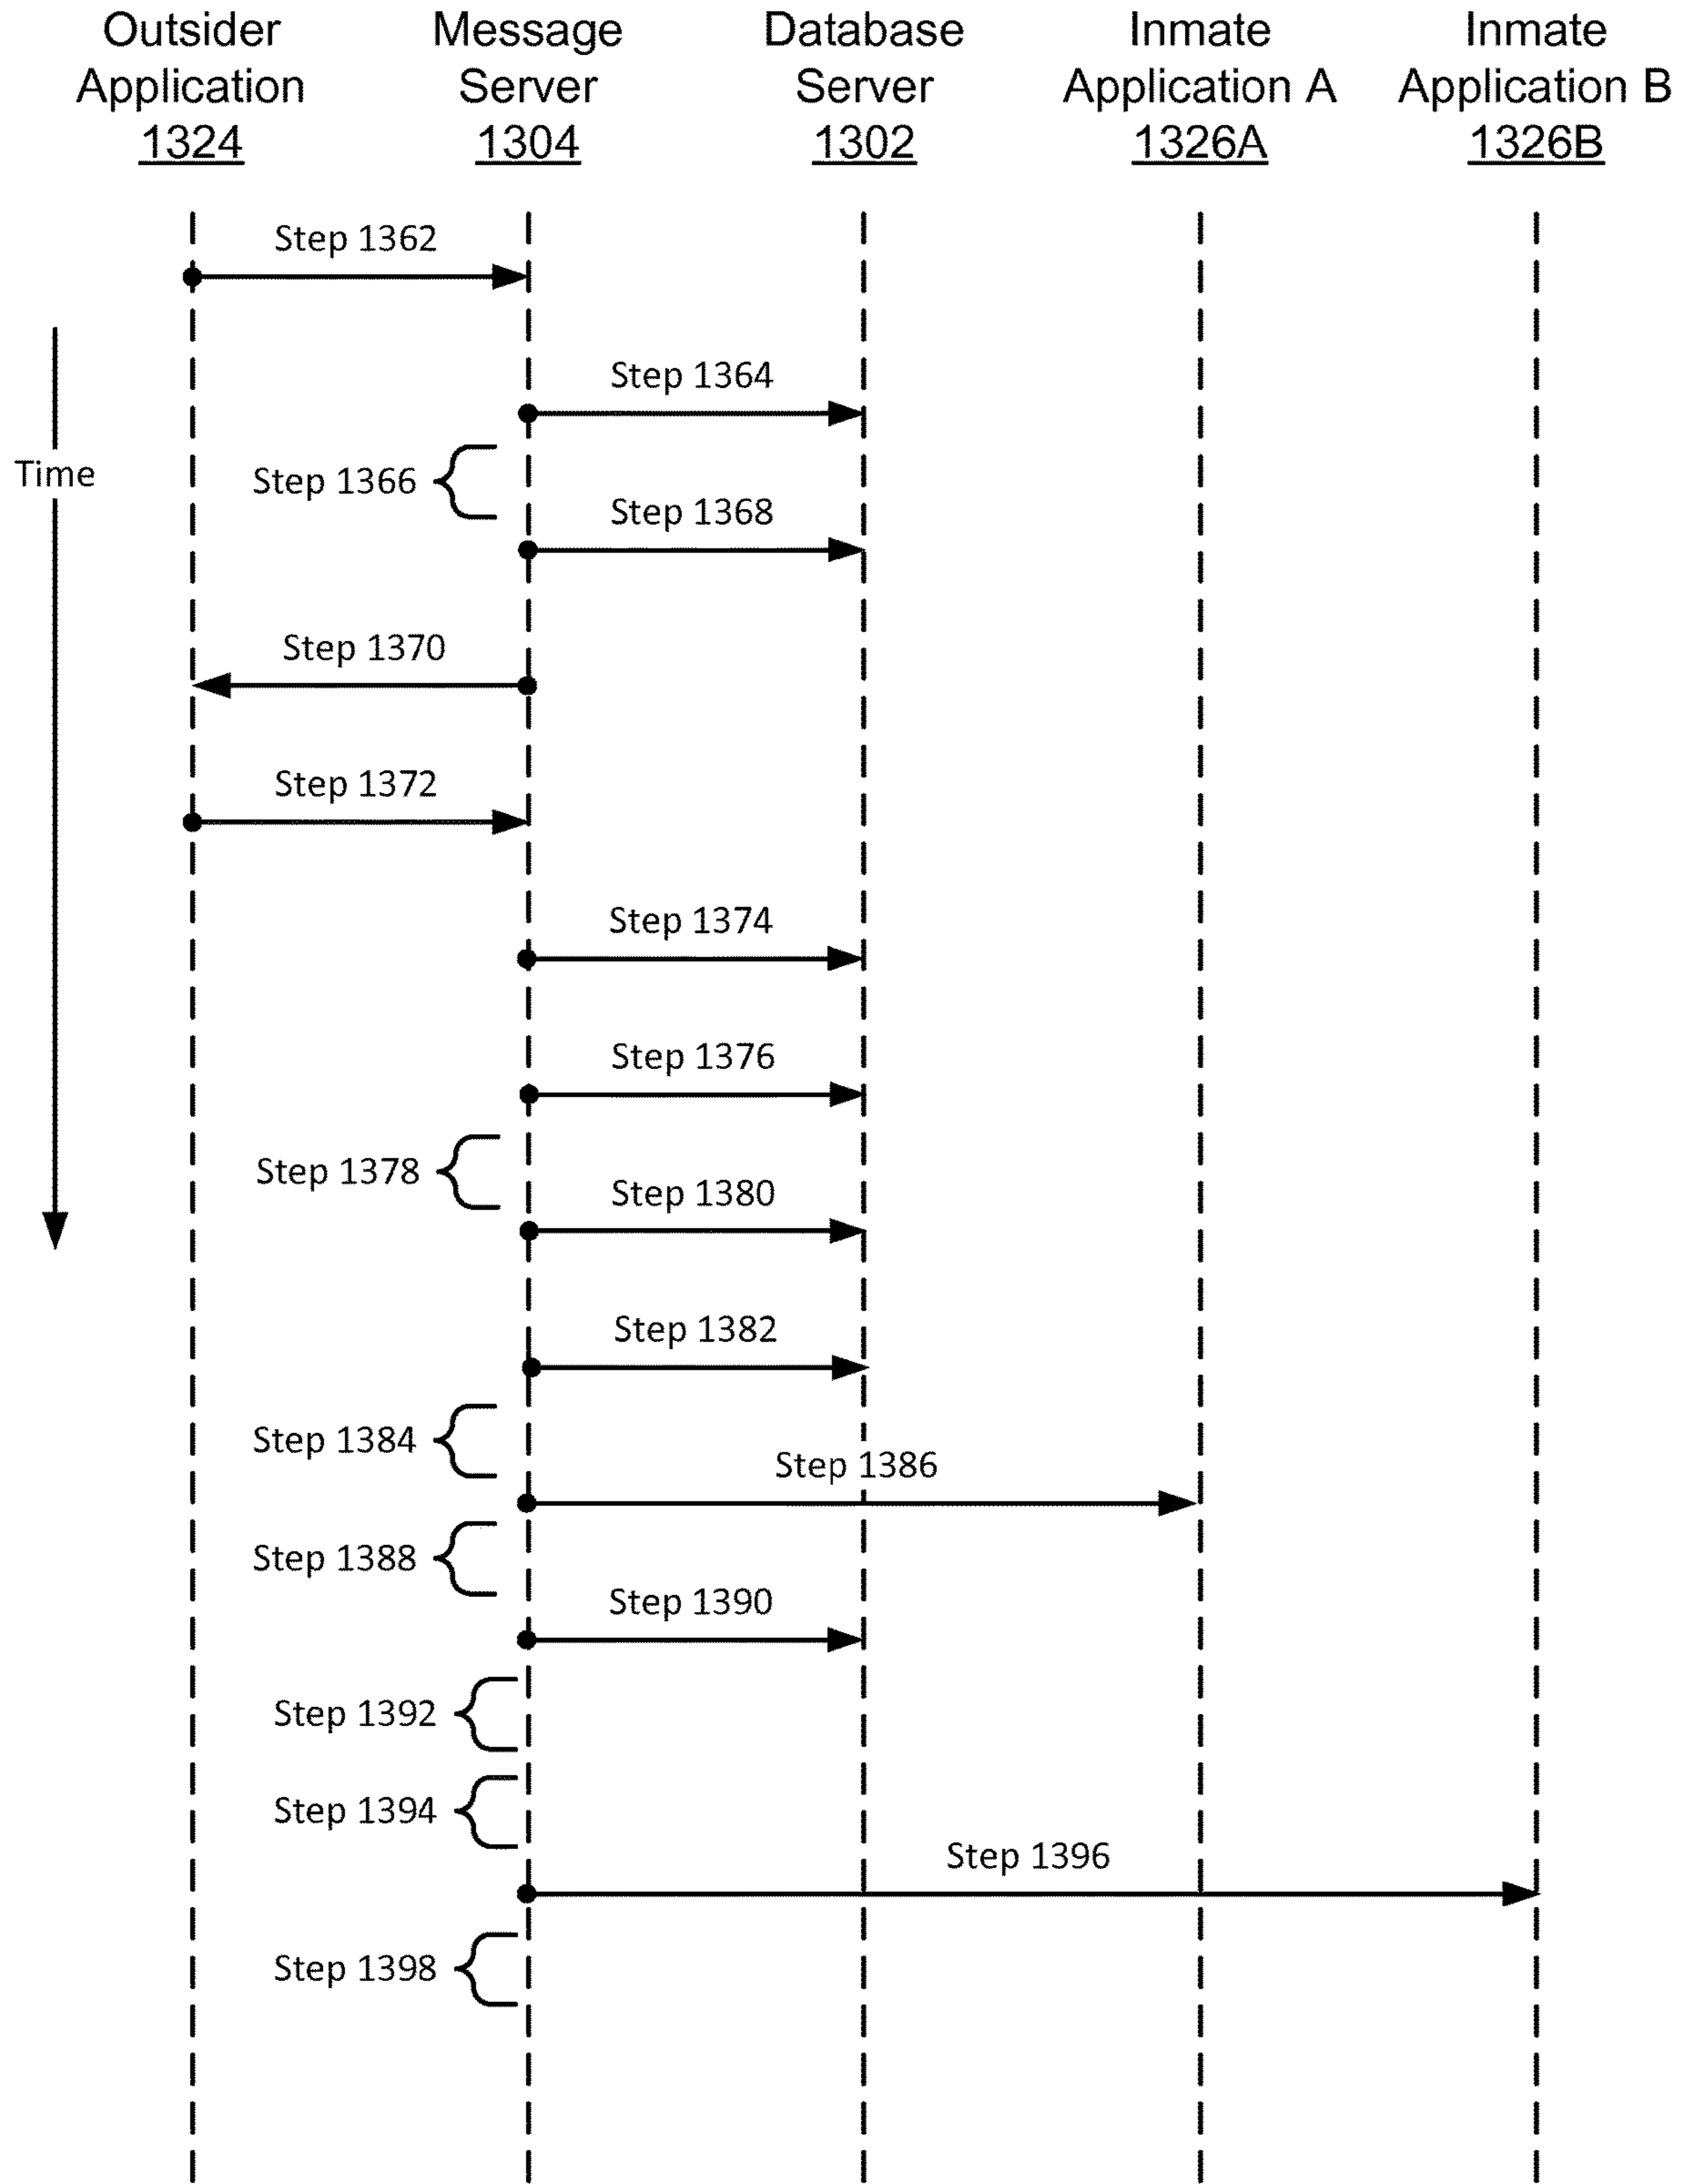 Outsider
Application
1324
Message
Server
1304
Database
Server
1302
Inmate
Application A
1326A
Inmate
Application B
1326B
Step 1362
Step 1364
Time
Step 1366
Step 1368
Step 1370
Step 1372
Step 1374
Step 1376
Step 1378
Step 1380
Step 1382
Step 1384
Step 1386
Step 1388
Step 1390
Step 1392
Step 1394
Step 1396
Step 1398